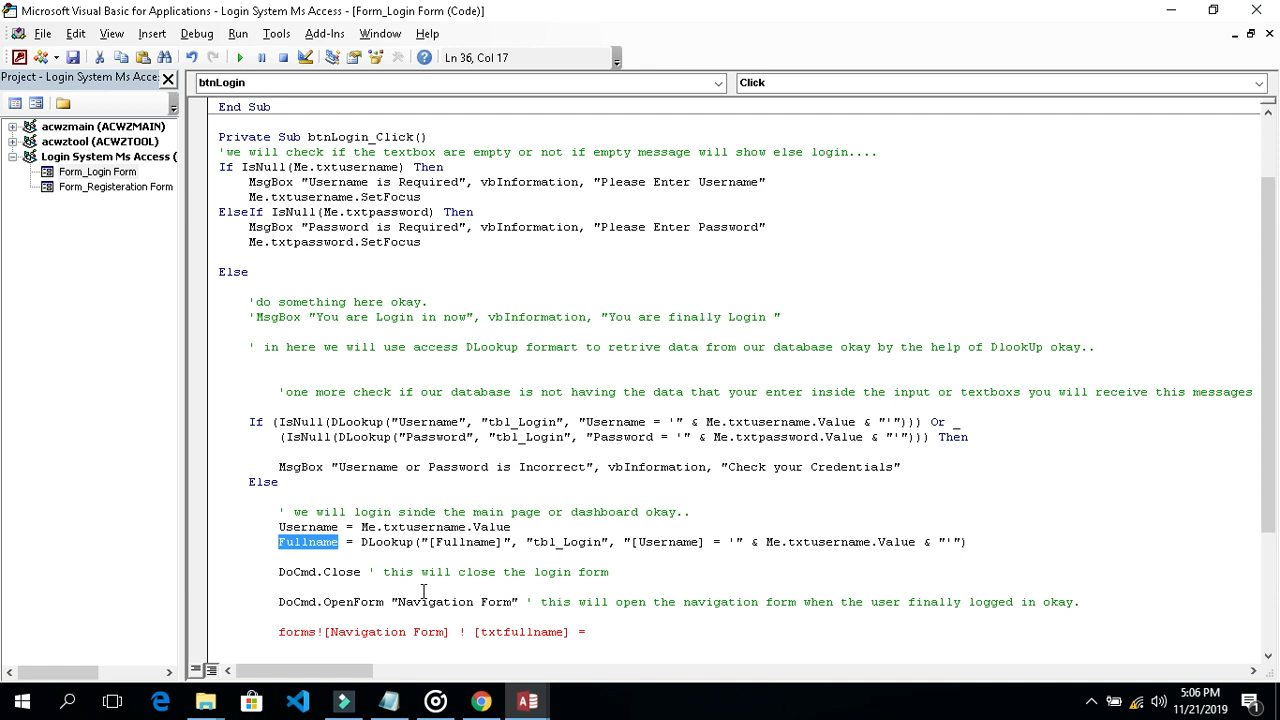 Microsoft Visual Basic for Applications - Login System Ms Access - [Form_Login Form (Code)]
File Edit View Insert Format Debug Run Tools Add-Ins Window Help
Ln 36, Col 17
Project - Login System Ms Acce
btnLogin
Click
acwzmain (ACWZMAIN)
acwztool (ACWZTOOL)
Login System Ms Access (
Form_Login Form
Form_Registeration Form
End Sub
Private Sub btnLogin_Click()
'we will check if the textbox are empty or not if empty message will show else login....
If IsNull(Me.txtusername) Then
MsgBox "Username is Required", vbInformation, "Please Enter Username"
Me.txtusername.SetFocus
ElseIf IsNull(Me.txtpassword) Then
MsgBox "Password is Required", vbInformation, "Please Enter Password"
Me.txtpassword.SetFocus
Else
'do something here okay.
'MsgBox "You are Login in now", vbInformation, "You are finally Login "
' in here we will use access DLookup formart to retrive data from our database okay by the help of DlookUp okay..
'one more check if our database is not having the data that your enter inside the input or textboxs you will receive this messages
If (IsNull(DLookup("Username", "tbl_Login", "Username = '" & Me.txtusername.Value & "'"))) Or _
(IsNull(DLookup("Password", "tbl_Login", "Password = '" & Me.txtpassword.Value & "'"))) Then
MsgBox "Username or Password is Incorrect", vbInformation, "Check your Credentials"
Else
' we will login sinde the main page or dashboard okay..
Username = Me.txtusername.Value
Fullname = DLookup("[Fullname]", "tbl_Login", "[Username] = '" & Me.txtusername.Value & "'")
DoCmd.Close ' this will close the login form
DoCmd.OpenForm "Navigation Form" ' this will open the navigation form when the user finally logged in okay.
forms![Navigation Form] ! [txtfullname] =
5:06 PM
11/21/2019